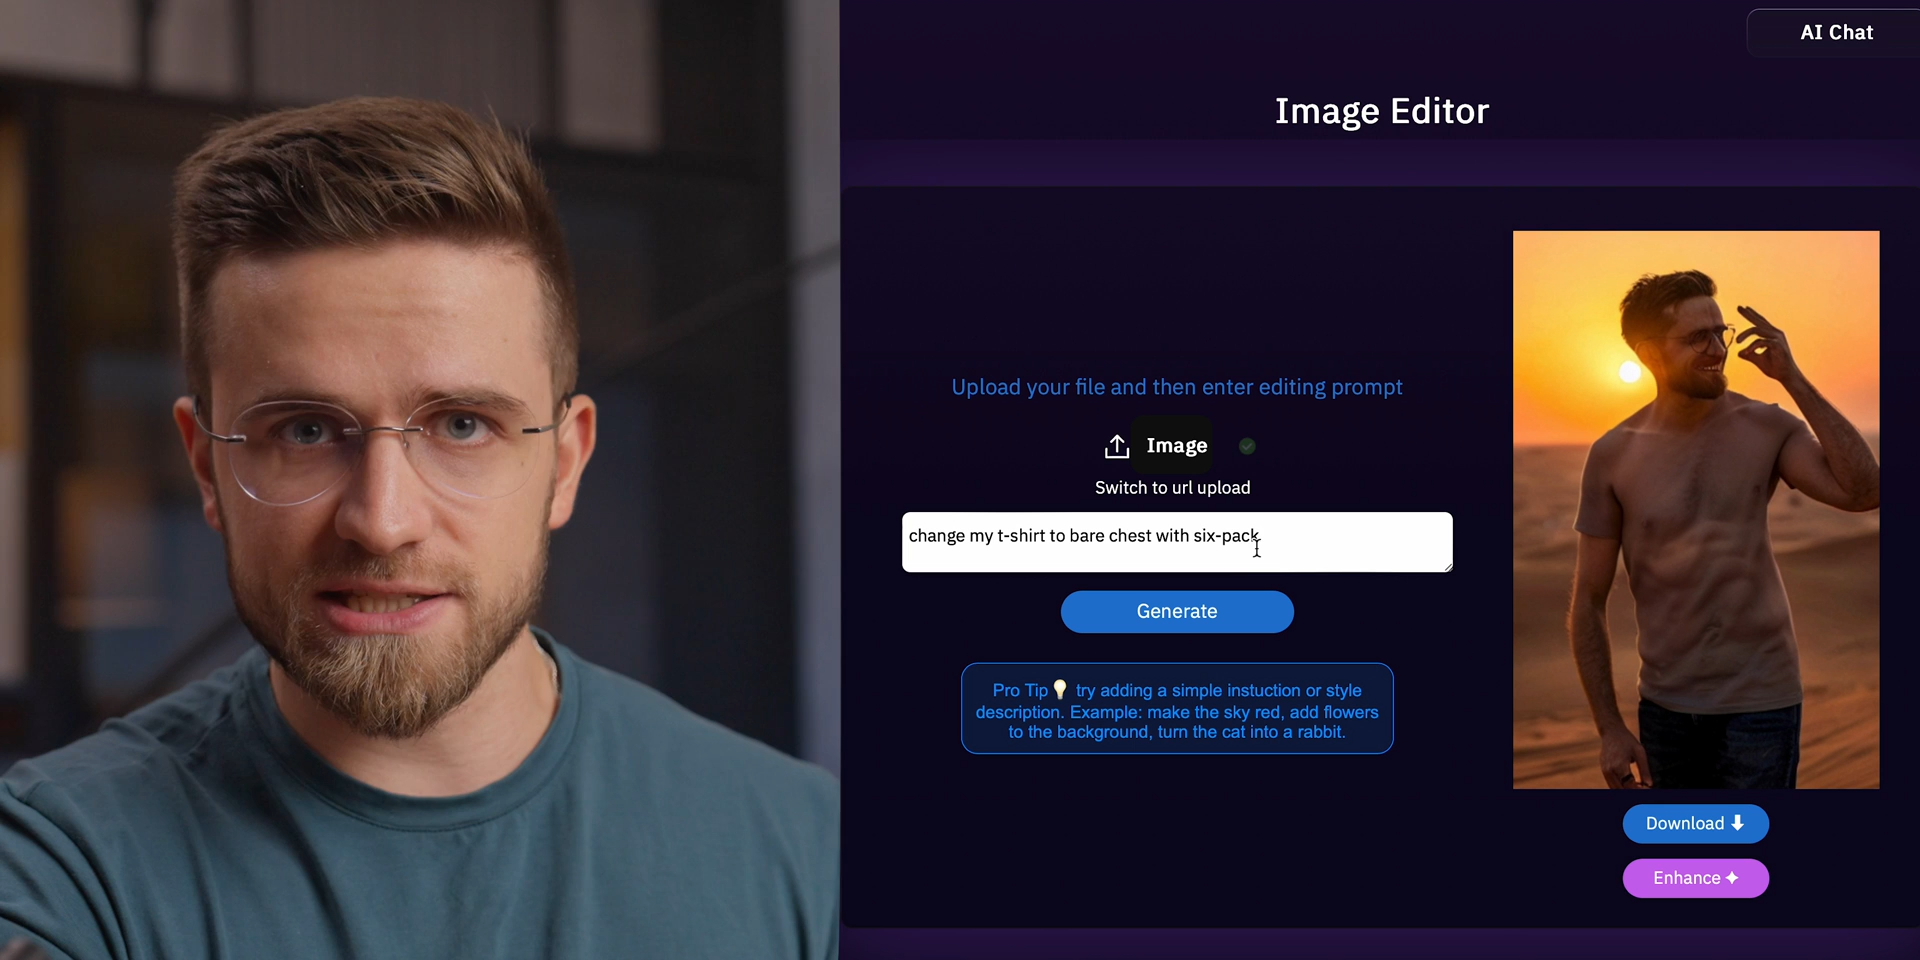 AI Chat
Image Editor
Upload your file and then enter editing prompt
Image
Switch to url upload
change my t-shirt to bare chest with six-pack
Generate
Pro Tip💡 try adding a simple instuction or style
description. Example: make the sky red, add flowers
to the background, turn the cat into a rabbit.
Download
Enhance